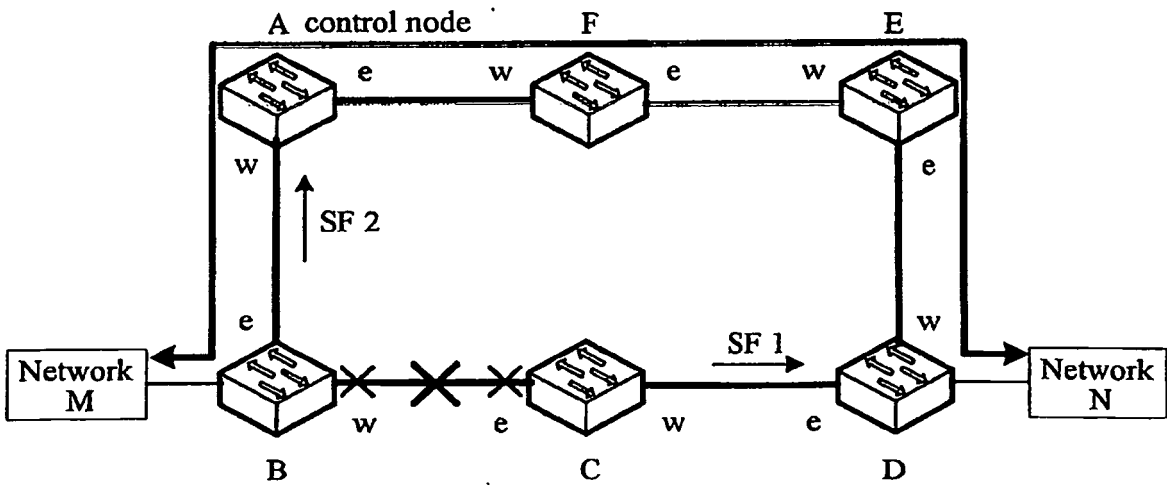 A control node F E
e w e w
w e
SF 2
e w
SF 1
Network M
Network N
w e w e
B C D